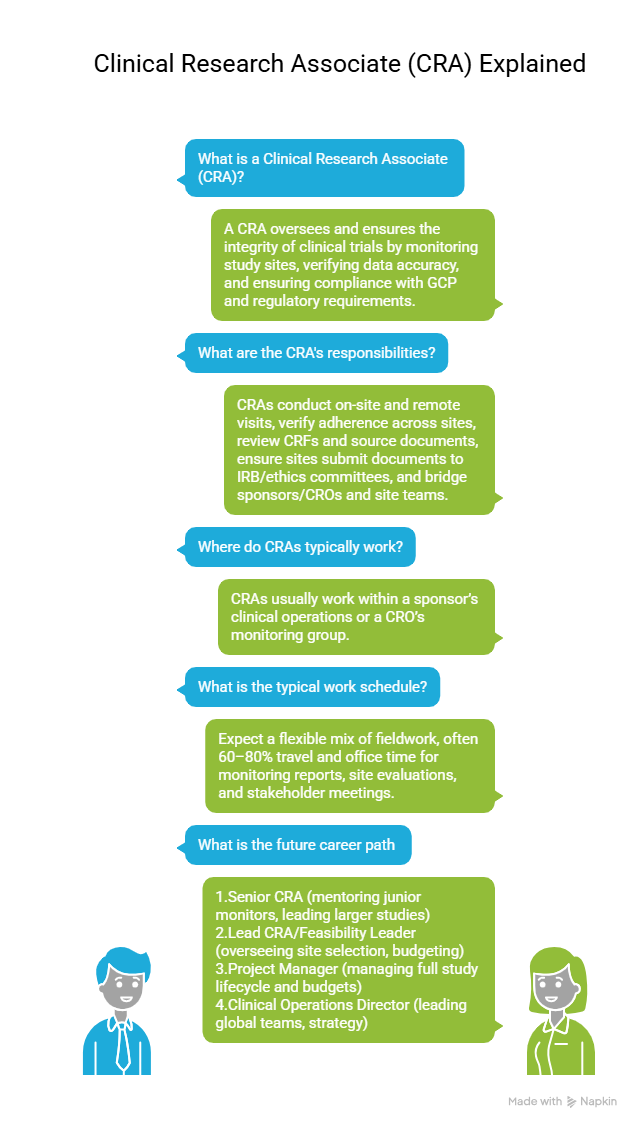 Clinical Research Associate (CRA) Explained
What is a Clinical Research Associate
(CRA)?
A CRA oversees and ensures the
integrity of clinical trials by monitoring
study sites, verifying data accuracy,
and ensuring compliance with GCP
and regulatory requirements.
What are the CRA's responsibilities?
CRAs conduct on-site and remote
visits, verify adherence across sites,
review CRFs and source documents,
ensure sites submit documents to
IRB/ethics committees, and bridge
sponsors/CROs and site teams.
Where do CRAs typically work?
CRAs usually work within a sponsor's
clinical operations or a CRO's
monitoring group.
What is the typical work schedule?
Expect a flexible mix of fieldwork, often
60–80% travel and office time for
monitoring reports, site evaluations,
and stakeholder meetings.
What is the future career path
1.Senior CRA (mentoring junior
monitors, leading larger studies)
2.Lead CRA/Feasibility Leader
(overseeing site selection, budgeting)
3.Project Manager (managing full study
lifecycle and budgets)
4.Clinical Operations Director (leading
global teams, strategy)
Made with Napkin